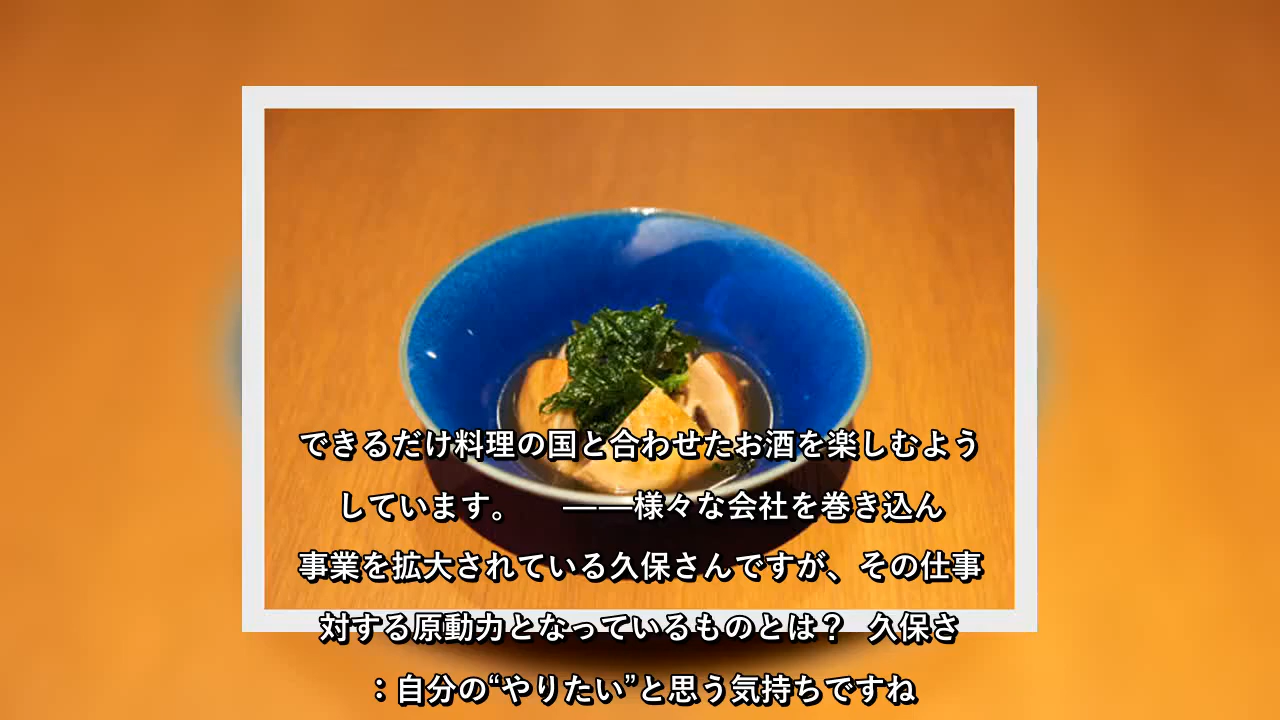 できるだけ料理の国と合わせたお酒を楽しむよう
しています。　――様々な会社を巻き込ん
事業を拡大されている久保さんですが、その仕事
対する原動力となっているものとは？ 久保さ
：自分の“やりたい”と思う気持ちですね